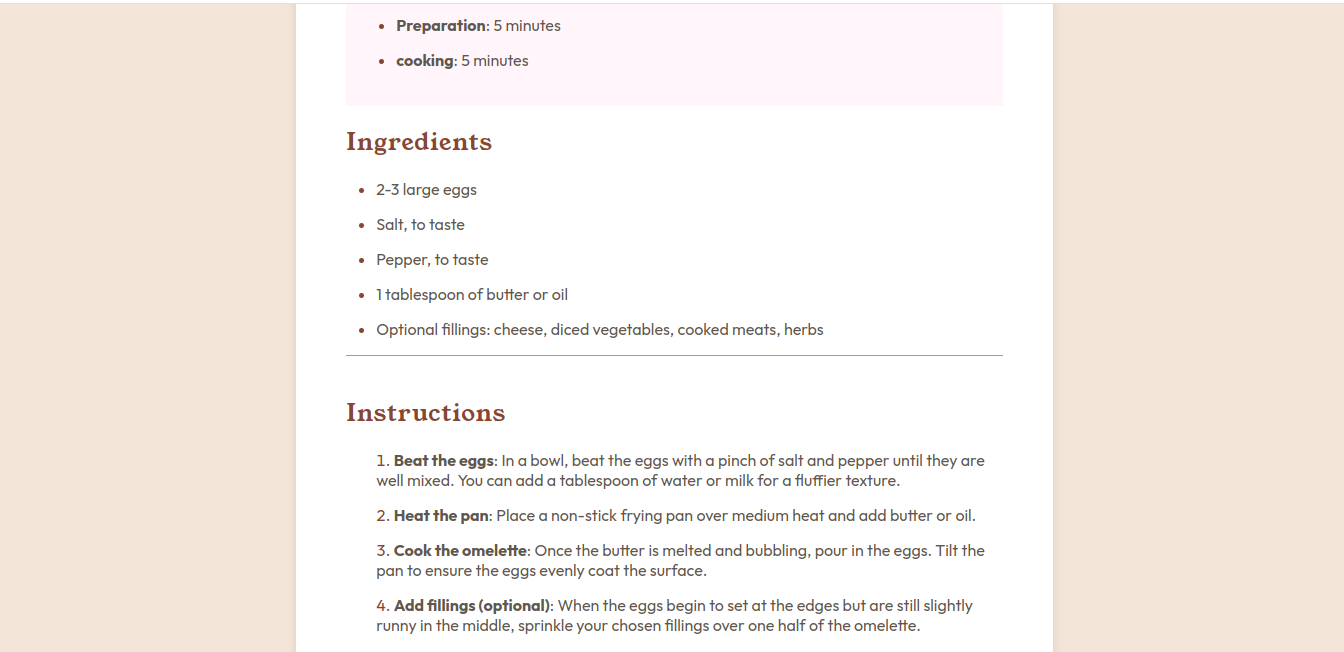 Preparation: 5 minutes
cooking: 5 minutes
Ingredients
2-3 large eggs
Salt, to taste
Pepper, to taste
1 tablespoon of butter or oil
Optional fillings: cheese, diced vegetables, cooked meats, herbs
Instructions
1. Beat the eggs: In a bowl, beat the eggs with a pinch of salt and pepper until they are
well mixed. You can add a tablespoon of water or milk for a fluffier texture.
2. Heat the pan: Place a non-stick frying pan over medium heat and add butter or oil.
3. Cook the omelette: Once the butter is melted and bubbling, pour in the eggs. Tilt the
pan to ensure the eggs evenly coat the surface.
4. Add fillings (optional): When the eggs begin to set at the edges but are still slightly
runny in the middle, sprinkle your chosen fillings over one half of the omelette.